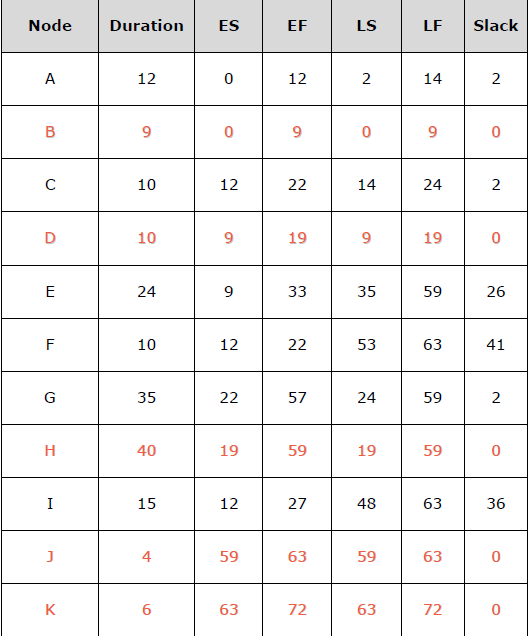 Node Duration ES EF LS LF Slack
A 12 0 12 2 14 2
B 9 0 9 0 9 0
C 10 12 22 14 24 2
D 10 9 19 9 19 0
E 24 9 33 35 59 26
F 10 12 22 53 63 41
G 35 22 57 24 59 2
H 40 19 59 19 59 0
I 15 12 27 48 63 36
J 4 59 63 59 63 0
K 6 63 72 63 72 0